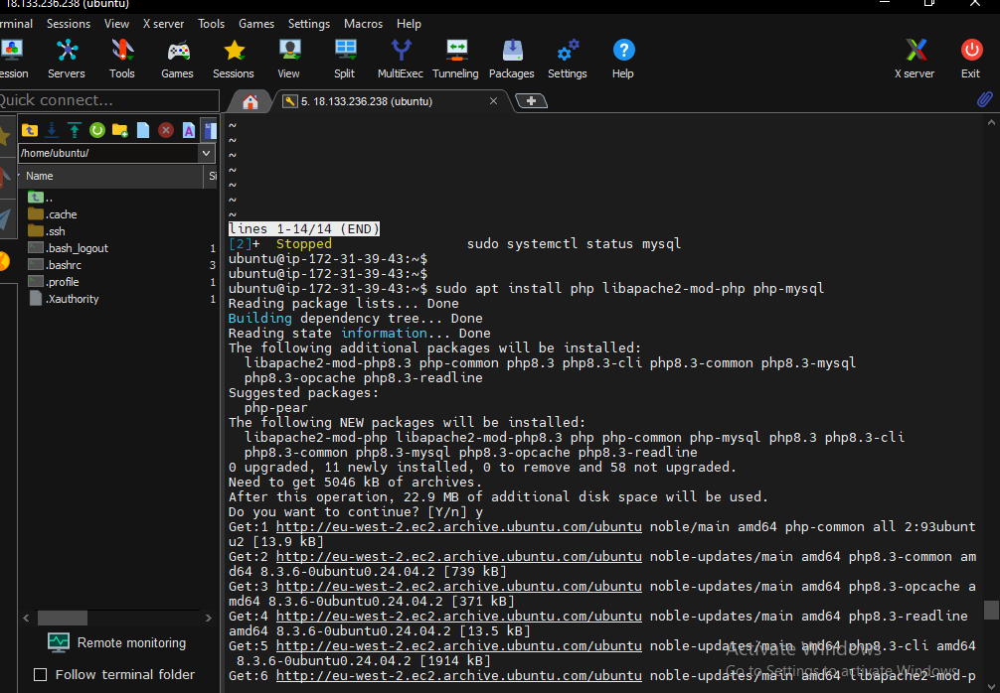 18.133.236.238 (ubuntu)
rminal Sessions View X server Tools Games Settings Macros Help
ession Servers Tools Games Sessions View Split MultiExec Tunneling Packages Settings Help X server Exit
Quick connect...
5. 18.133.236.238 (ubuntu)
/home/ubuntu/
Name Si
..
.cache
.ssh
.bash_logout 1
.bashrc 3
.profile 1
.Xauthority 1
Remote monitoring
Follow terminal folder
~
~
~
~
~
~
~
lines 1-14/14 (END)
[2]+  Stopped                 sudo systemctl status mysql
ubuntu@ip-172-31-39-43:~$
ubuntu@ip-172-31-39-43:~$
ubuntu@ip-172-31-39-43:~$ sudo apt install php libapache2-mod-php php-mysql
Reading package lists... Done
Building dependency tree... Done
Reading state information... Done
The following additional packages will be installed:
  libapache2-mod-php8.3 php-common php8.3 php8.3-cli php8.3-common php8.3-mysql
  php8.3-opcache php8.3-readline
Suggested packages:
  php-pear
The following NEW packages will be installed:
  libapache2-mod-php libapache2-mod-php8.3 php php-common php-mysql php8.3 php8.3-cli
  php8.3-common php8.3-mysql php8.3-opcache php8.3-readline
0 upgraded, 11 newly installed, 0 to remove and 58 not upgraded.
Need to get 5046 kB of archives.
After this operation, 22.9 MB of additional disk space will be used.
Do you want to continue? [Y/n] y
Get:1 http://eu-west-2.ec2.archive.ubuntu.com/ubuntu noble/main amd64 php-common all 2:93ubunt
u2 [13.9 kB]
Get:2 http://eu-west-2.ec2.archive.ubuntu.com/ubuntu noble-updates/main amd64 php8.3-common am
d64 8.3.6-0ubuntu0.24.04.2 [739 kB]
Get:3 http://eu-west-2.ec2.archive.ubuntu.com/ubuntu noble-updates/main amd64 php8.3-opcache a
md64 8.3.6-0ubuntu0.24.04.2 [371 kB]
Get:4 http://eu-west-2.ec2.archive.ubuntu.com/ubuntu noble-updates/main amd64 php8.3-readline
amd64 8.3.6-0ubuntu0.24.04.2 [13.5 kB]
Get:5 http://eu-west-2.ec2.archive.ubuntu.com/ubuntu noble-updates/main amd64 php8.3-cli amd64
 8.3.6-0ubuntu0.24.04.2 [1914 kB]
Get:6 http://eu-west-2.ec2.archive.ubuntu.com/ubuntu noble-updates/main amd64 libapache2-mod-p
Activate Windows
Go to Settings to activate Windows.